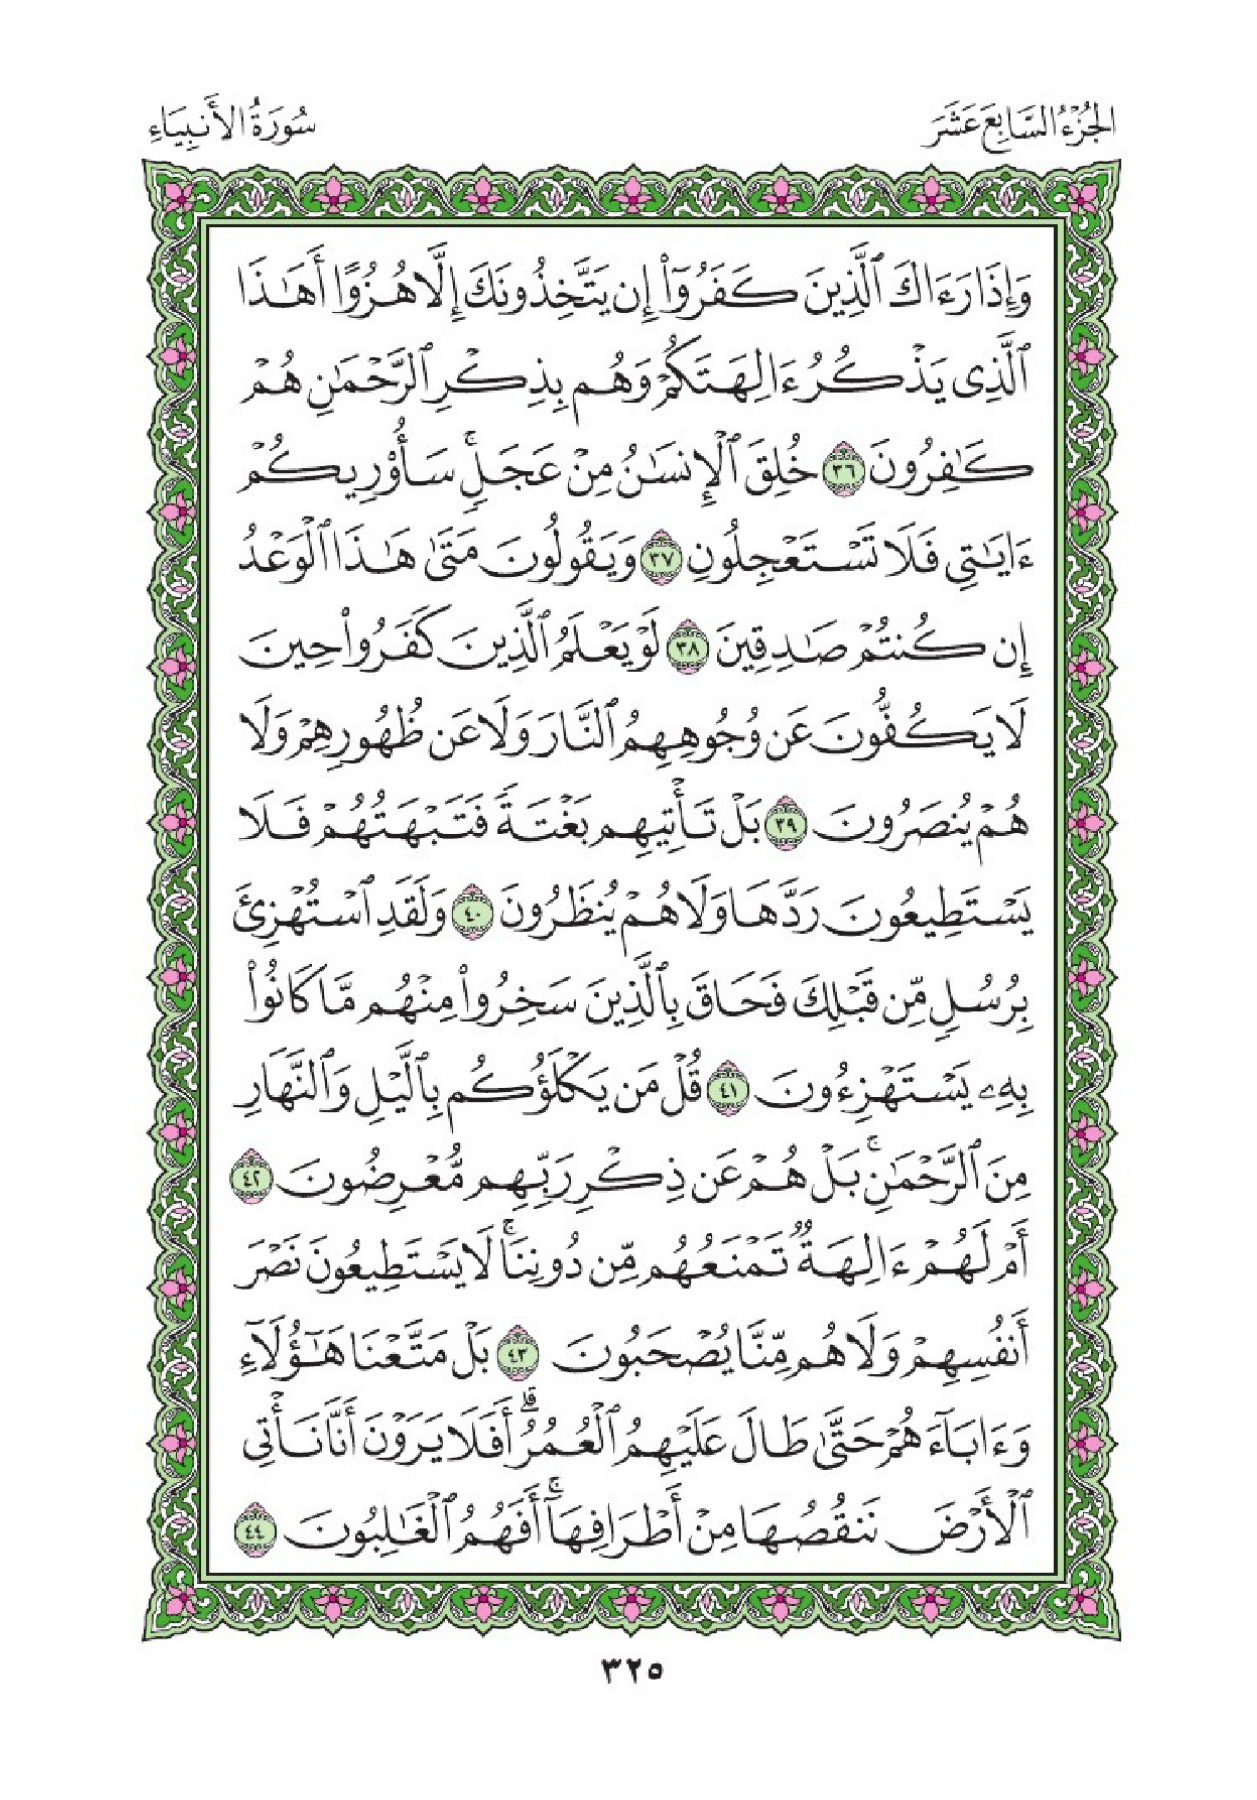 الجُزْءُ السَّابِعَ عَشَرَ
سُورَةُ الأَنبِيَاءِ
وَإِذَا رَءَاكَ ٱلَّذِينَ كَفَرُوٓا۟ إِن يَتَّخِذُونَكَ إِلَّا هُزُوًا أَهَـٰذَا
ٱلَّذِى يَذْكُرُ ءَالِهَتَكُمْ وَهُم بِذِكْرِ ٱلرَّحْمَـٰنِ هُمْ
كَـٰفِرُونَ ٣٦ خُلِقَ ٱلْإِنسَـٰنُ مِنْ عَجَلٍۚ سَأُو۟رِيكُمْ
ءَايَـٰتِى فَلَا تَسْتَعْجِلُونِ ٣٧ وَيَقُولُونَ مَتَىٰ هَـٰذَا ٱلْوَعْدُ
إِن كُنتُمْ صَـٰدِقِينَ ٣٨ لَوْ يَعْلَمُ ٱلَّذِينَ كَفَرُوا۟ حِينَ
لَا يَكُفُّونَ عَن وُجُوهِهِمُ ٱلنَّارَ وَلَا عَن ظُهُورِهِمْ وَلَا
هُمْ يُنصَرُونَ ٣٩ بَلْ تَأْتِيهِم بَغْتَةً فَتَبْهَتُهُمْ فَلَا
يَسْتَطِيعُونَ رَدَّهَا وَلَا هُمْ يُنظَرُونَ ٤٠ وَلَقَدِ ٱسْتُهْزِئَ
بِرُسُلٍ مِّن قَبْلِكَ فَحَاقَ بِٱلَّذِينَ سَخِرُوا۟ مِنْهُم مَّا كَانُوا۟
بِهِۦ يَسْتَهْزِءُونَ ٤١ قُلْ مَن يَكْلَؤُكُم بِٱلَّيْلِ وَٱلنَّهَارِ
مِنَ ٱلرَّحْمَـٰنِۚ بَلْ هُمْ عَن ذِكْرِ رَبِّهِم مُّعْرِضُونَ ٤٢
أَمْ لَهُمْ ءَالِهَةٌ تَمْنَعُهُم مِّن دُونِنَاۚ لَا يَسْتَطِيعُونَ نَصْرَ
أَنفُسِهِمْ وَلَا هُم مِّنَّا يُصْحَبُونَ ٤٣ بَلْ مَتَّعْنَا هَـٰٓؤُلَآءِ
وَءَابَآءَهُمْ حَتَّىٰ طَالَ عَلَيْهِمُ ٱلْعُمُرُۗ أَفَلَا يَرَوْنَ أَنَّا نَأْتِى
ٱلْأَرْضَ نَنقُصُهَا مِنْ أَطْرَافِهَآۚ أَفَهُمُ ٱلْغَـٰلِبُونَ ٤٤
٣٢٥